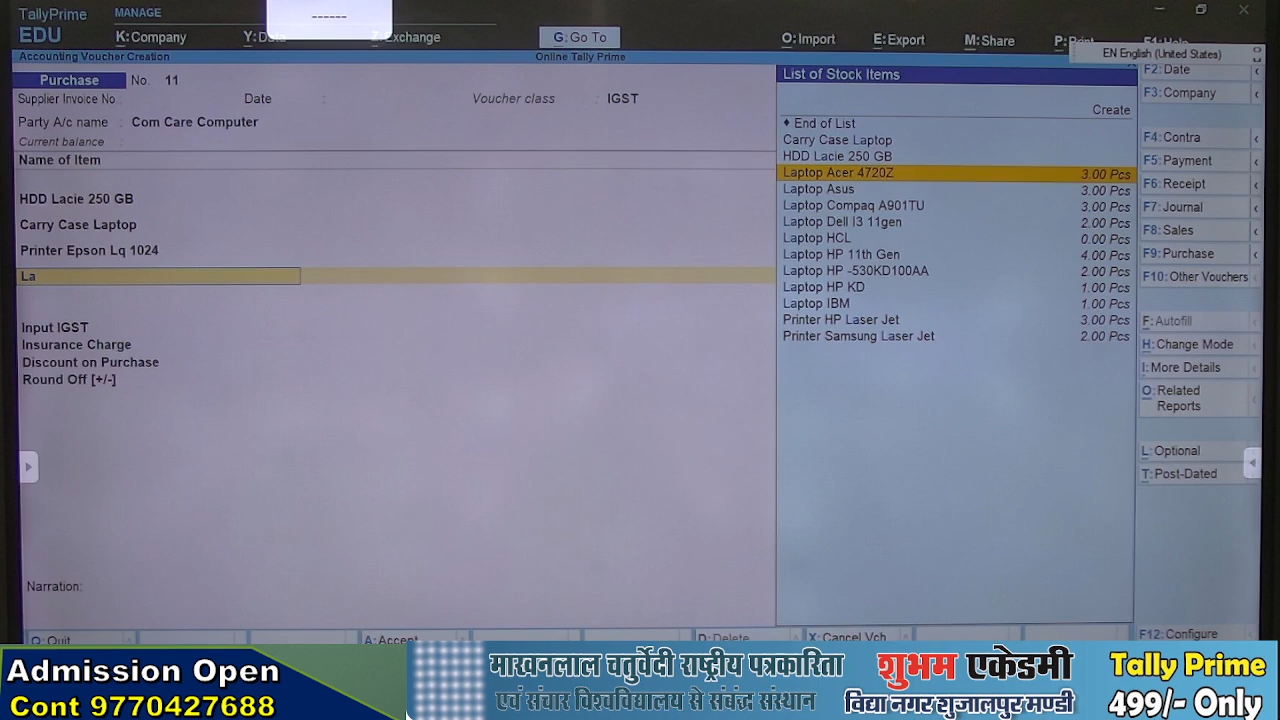 TallyPrime
EDU
MANAGE
K:Company
Exchange
G: Go To
O: Import
E:Export
M:Share
EN English (United States)
Accounting Voucher Creation
Online Tally Prime
Purchase No. 11
Supplier Invoice No : Date : Voucher class : IGST
Party A/c name : Com Care Computer
Current balance :
Name of Item
HDD Lacie 250 GB
Carry Case Laptop
Printer Epson Lq 1024
La
Input IGST
Insurance Charge
Discount on Purchase
Round Off [+/-]
Narration:
List of Stock Items
Create
♦ End of List
Carry Case Laptop
HDD Lacie 250 GB
Laptop Acer 4720Z 3.00 Pcs
Laptop Asus 3.00 Pcs
Laptop Compaq A901TU 3.00 Pcs
Laptop Dell I3 11gen 2.00 Pcs
Laptop HCL 0.00 Pcs
Laptop HP 11th Gen 4.00 Pcs
Laptop HP -530KD100AA 2.00 Pcs
Laptop HP KD 1.00 Pcs
Laptop IBM 1.00 Pcs
Printer HP Laser Jet 3.00 Pcs
Printer Samsung Laser Jet 2.00 Pcs
F2: Date
F3: Company
F4: Contra
F5: Payment
F6: Receipt
F7: Journal
F8: Sales
F9: Purchase
F10: Other Vouchers
F: Autofill
H: Change Mode
I: More Details
O: Related
Reports
L: Optional
T: Post-Dated
F12: Configure
Q: Quit
A: Accept
D: Delete
X: Cancel Vch
Admission Open
Cont 9770427688
माखनलाल चतुर्वेदी राष्ट्रीय पत्रकारिता
एवं संचार विश्वविद्यालय से संबंद्द संस्थान
शुभम एकेडमी
विद्या नगर शुजालपुर मण्डी
Tally Prime
499/- Only